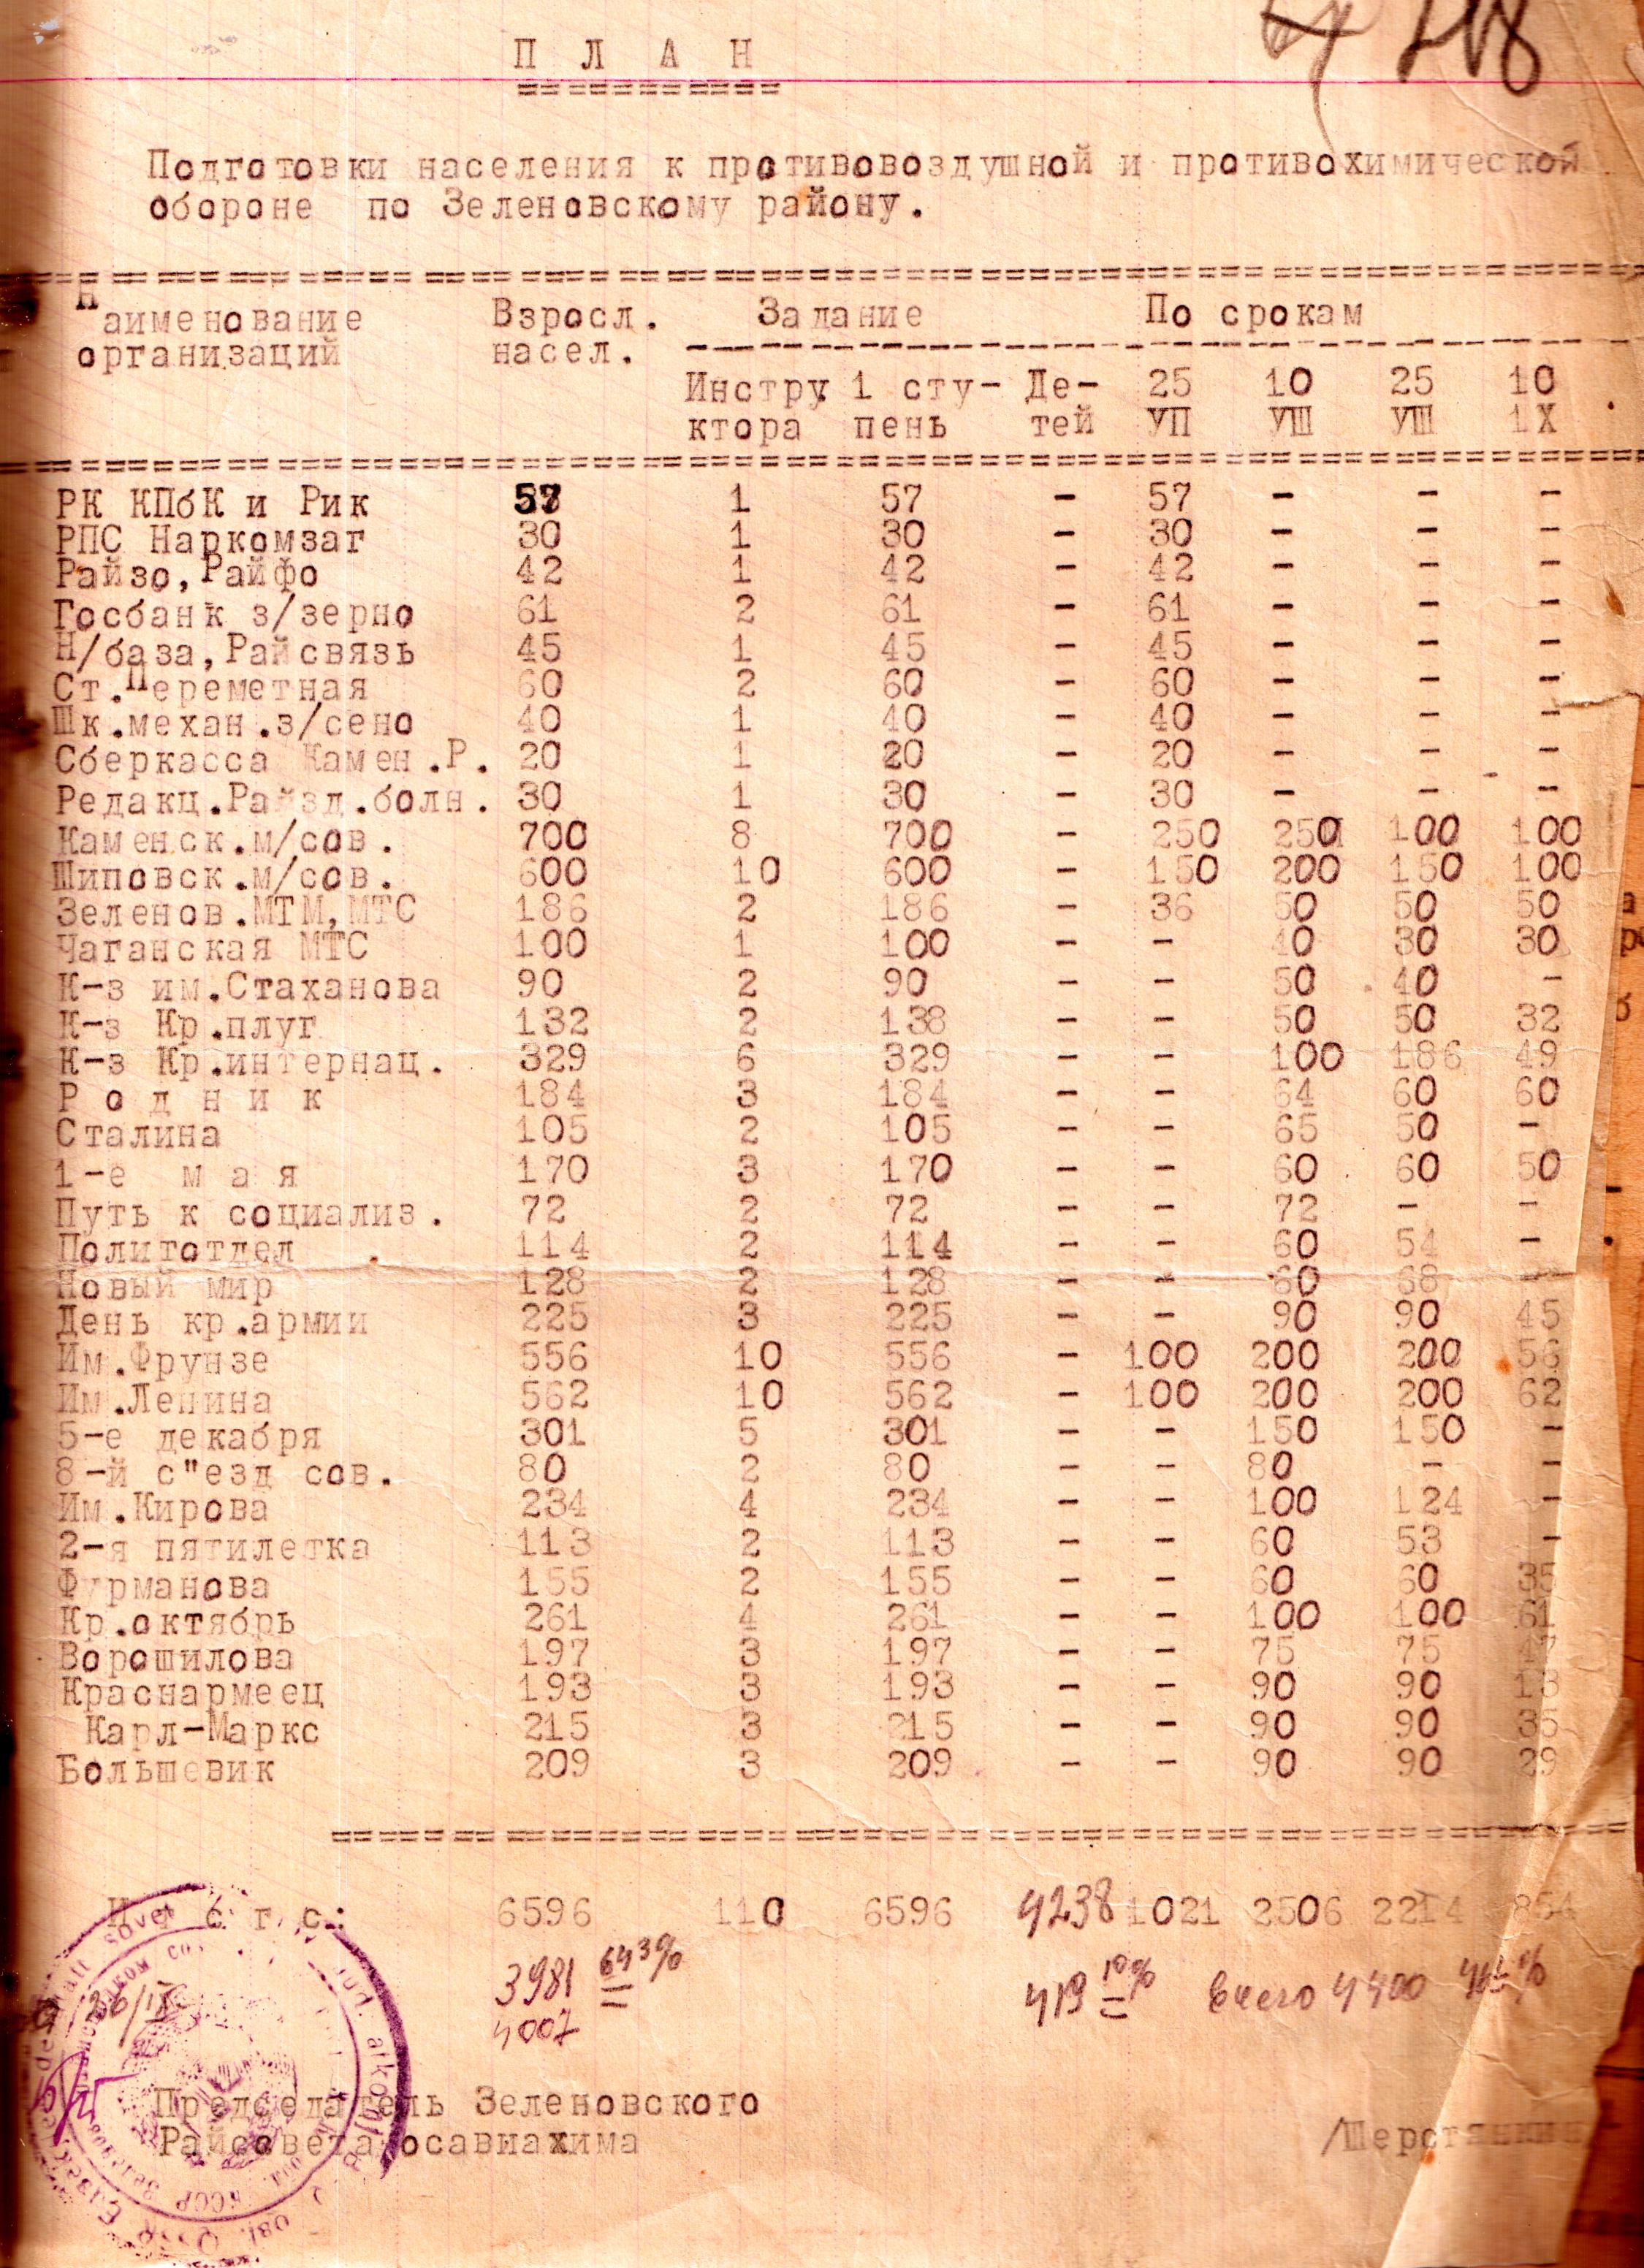 218
П Л А Н
===========
Подготовки населения к противовоздушной и противохимической
обороне по Зеленовскому району.
Наименование Взросл. Задание По срокам
организаций насел.
Инстру 1 сту- Де- 25 10 25 10
ктора пень тей УП УШ УШ 1Х
РК КПбК и Рик 57 1 57 - 57 - - -
РПС Наркомзаг 30 1 30 - 30 - - -
Райзо,Райфо 42 1 42 - 42 - - -
Госбанк з/зерно 61 2 61 - 61 - - -
Н/база,Райсвязь 45 1 45 - 45 - - -
Ст.Переметная 60 2 60 - 60 - - -
Шк.механ.з/сено 40 1 40 - 40 - - -
Сберкасса Камен.Р. 20 1 20 - 20 - - -
Редакц.Райзд.болн. 30 1 30 - 30 - - -
Каменск.м/сов. 700 8 700 - 250 250 100 100
Шиповск.м/сов. 600 10 600 - 150 200 150 100
Зеленов.МТМ,МТС 186 2 186 - 36 50 50 50
Чаганская МТС 100 1 100 - - 40 30 30
К-з им.Стаханова 90 2 90 - - 50 40 -
К-з Кр.плуг 132 2 138 - - 50 50 32
К-з Кр.интернац. 329 6 329 - - 100 186 49
Р о д н и к 184 3 184 - - 64 60 60
Сталина 105 2 105 - - 65 50 -
1-е м а я 170 3 170 - - 60 60 50
Путь к социализ. 72 2 72 - - 72 - -
Политотдел 114 2 114 - - 60 54 -
Новый мир 128 2 128 - - 60 68 -
День кр.армии 225 3 225 - - 90 90 45
Им.Фрунзе 556 10 556 - 100 200 200 56
Им.Ленина 562 10 562 - 100 200 200 62
5-е декабря 301 5 301 - - 150 150 -
8-й с"езд сов. 80 2 80 - - 80 - -
Им.Кирова 234 4 234 - - 100 124 -
2-я пятилетка 113 2 113 - - 60 53 -
Фурманова 155 2 155 - - 60 60 35
Кр.октябрь 261 4 261 - - 100 100 61
Ворошилова 197 3 197 - - 75 75 47
Краснармеец 193 3 193 - - 90 90 13
Карл-Маркс 215 3 215 - - 90 90 35
Большевик 209 3 209 - - 90 90 29
И т о г о: 6596 110 6596 4238 1021 2506 2214 854
3981 419 10% всего 4400
4007
26/IX
Председатель Зеленовского
Райсовета осавиахима /Шерстянкин